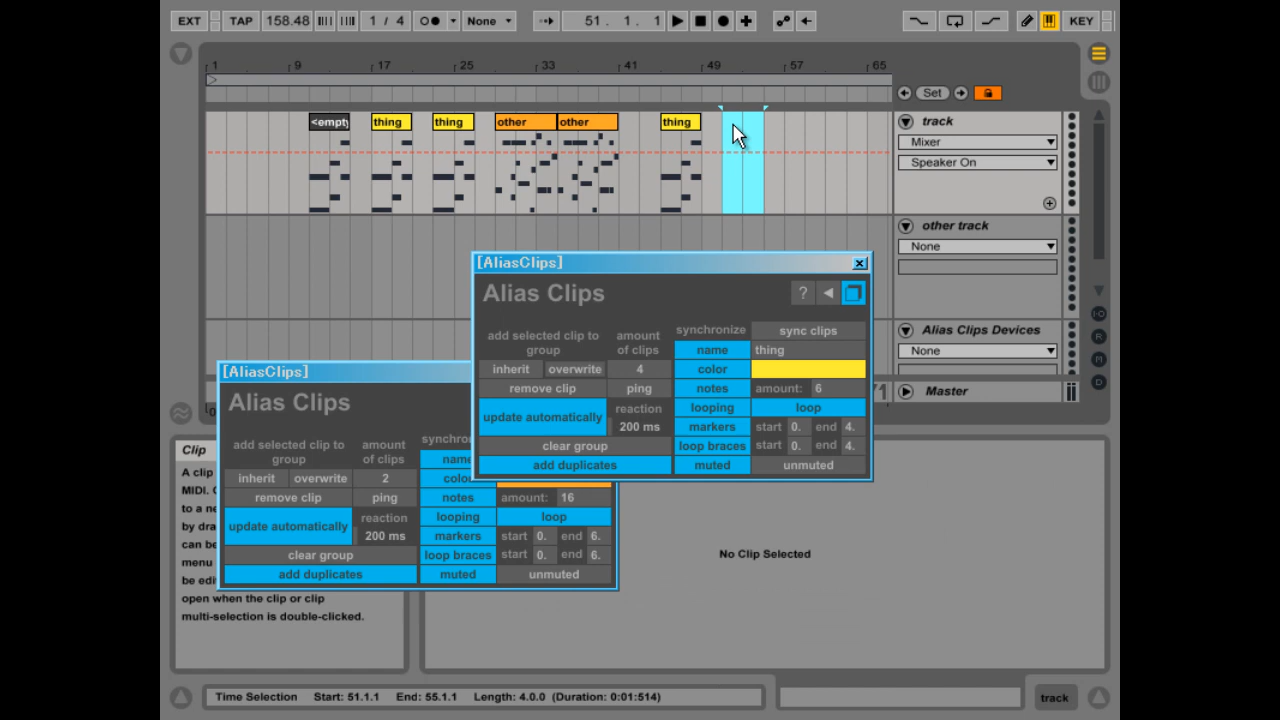 EXT TAP 158.48 1 / 4 None 51 . 1 . 1 KEY
1 9 17 25 33 41 49 57 65
Set
<empty thing thing other other thing
track
Mixer
Speaker On
other track
None
Alias Clips Devices
None
Master
[AliasClips]
Alias Clips
? 
add selected clip to group
amount of clips
synchronize
sync clips
inherit overwrite 4
name thing
color
remove clip ping
notes amount: 6
update automatically
reaction
200 ms
looping loop
markers start 0. end 4.
clear group
loop braces start 0. end 4.
add duplicates
muted unmuted
[AliasClips]
Alias Clips
add selected clip to group
amount of clips
inherit overwrite 2
remove clip ping
notes amount: 16
update automatically
reaction
200 ms
looping loop
markers start 0. end 6.
clear group
loop braces start 0. end 6.
add duplicates
muted unmuted
Clip
A clip
MIDI.
to a ne
by dra
can be
menu
be edi
open when the clip or clip
multi-selection is double-clicked.
No Clip Selected
Time Selection Start: 51.1.1 End: 55.1.1 Length: 4.0.0 (Duration: 0:01:514)
track